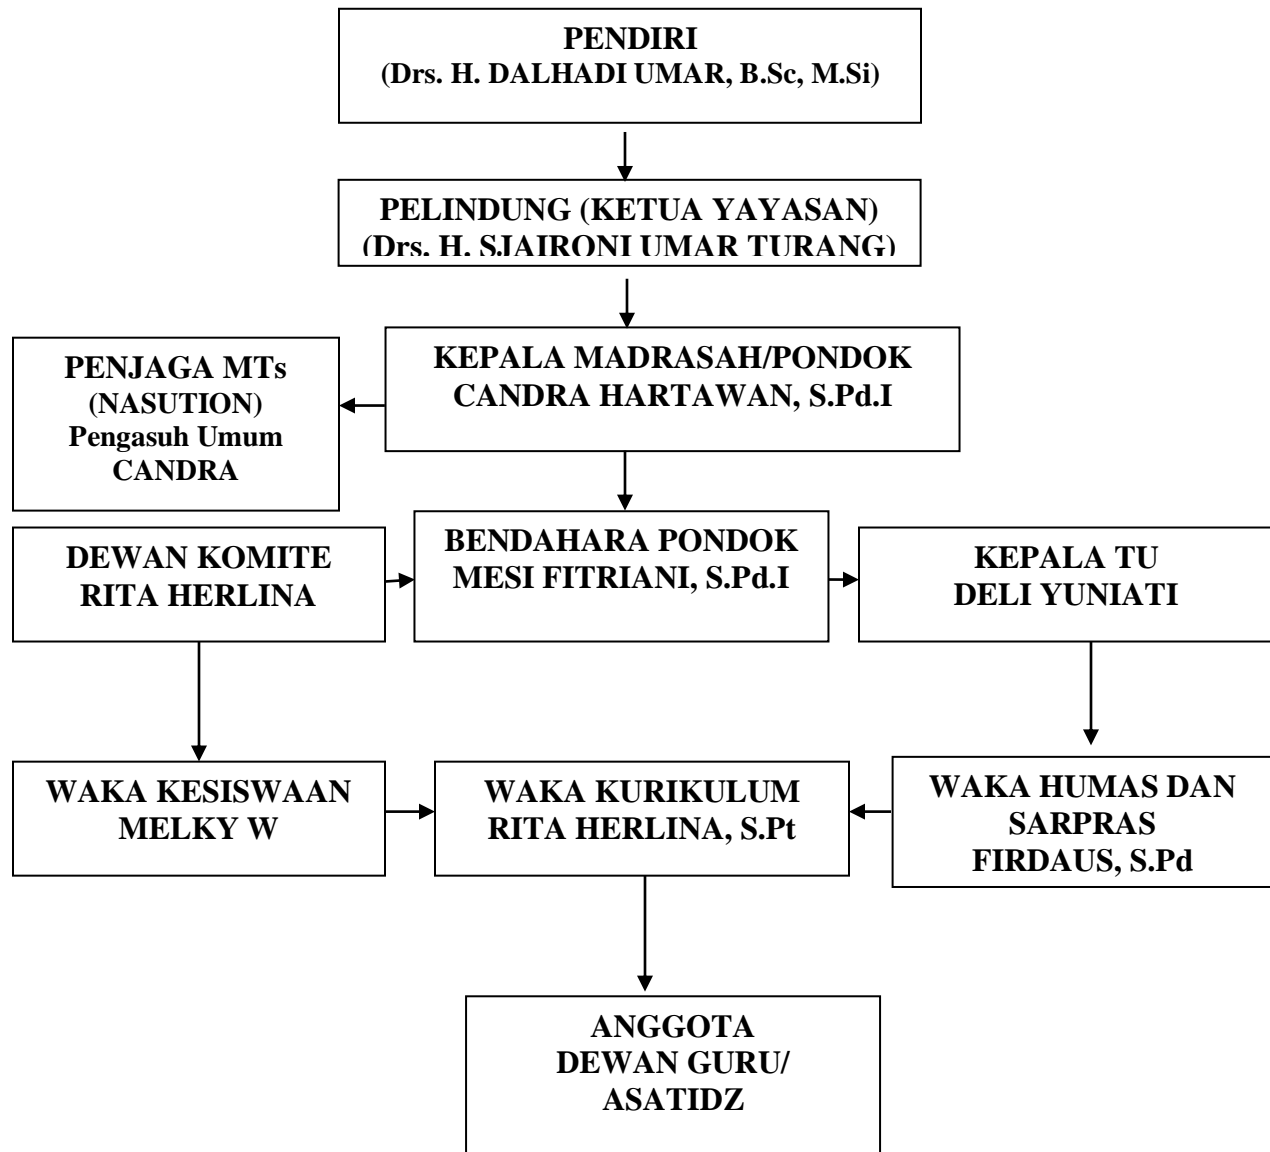 PENDIRI
(Drs. H. DALHADI UMAR, B.Sc, M.Si)
PELINDUNG (KETUA YAYASAN)
(Drs. H. SJAIRONI UMAR TURANG)
KEPALA MADRASAH/PONDOK
CANDRA HARTAWAN, S.Pd.I
PENJAGA MTs
(NASUTION)
Pengasuh Umum
CANDRA
DEWAN KOMITE
RITA HERLINA
BENDAHARA PONDOK
MESI FITRIANI, S.Pd.I
KEPALA TU
DELI YUNIATI
WAKA KESISWAAN
MELKY W
WAKA KURIKULUM
RITA HERLINA, S.Pt
WAKA HUMAS DAN
SARPRAS
FIRDAUS, S.Pd
ANGGOTA
DEWAN GURU/
ASATIDZ